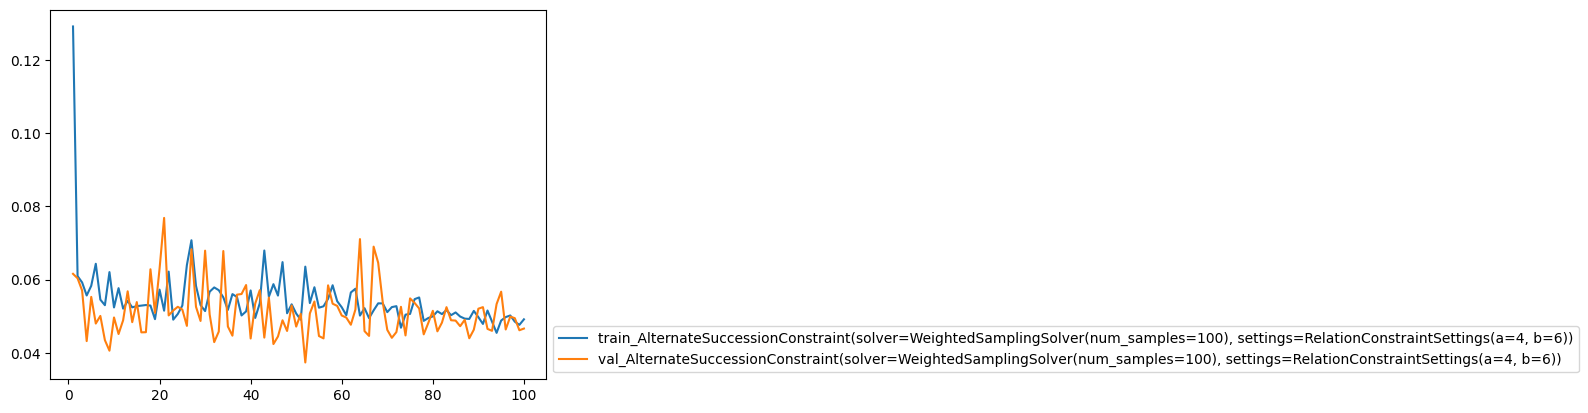 0.12
0.10
0.08
0.06
0.04
0 20 40 60 80 100
train_AlternateSuccessionConstraint(solver=WeightedSamplingSolver(num_samples=100), settings=RelationConstraintSettings(a=4, b=6))
val_AlternateSuccessionConstraint(solver=WeightedSamplingSolver(num_samples=100), settings=RelationConstraintSettings(a=4, b=6))